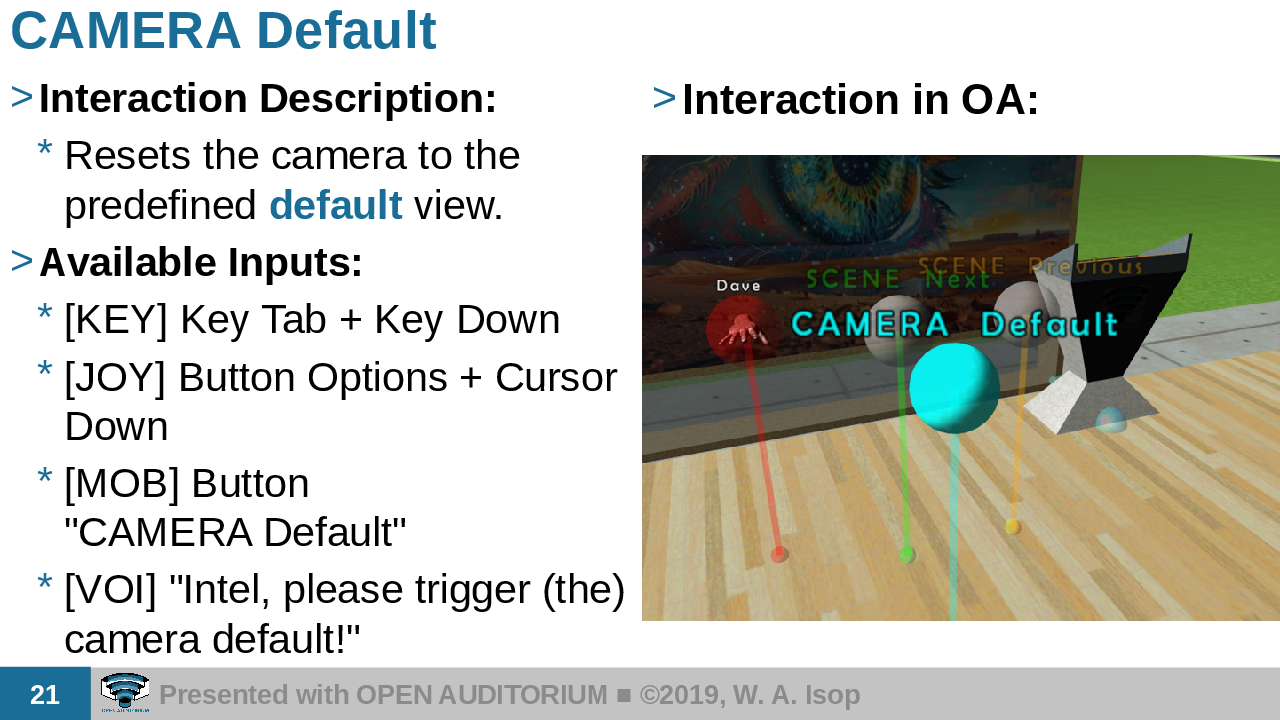 CAMERA Default
> Interaction Description:
* Resets the camera to the
predefined default view.
> Available Inputs:
* [KEY] Key Tab + Key Down
* [JOY] Button Options + Cursor
Down
* [MOB] Button
"CAMERA Default"
* [VOI] "Intel, please trigger (the)
camera default!"
> Interaction in OA:
SCENE Previous
SCENE Next
Dave
CAMERA Default
21
OPEN AUDITORIUM
Presented with OPEN AUDITORIUM ■ ©2019, W. A. Isop